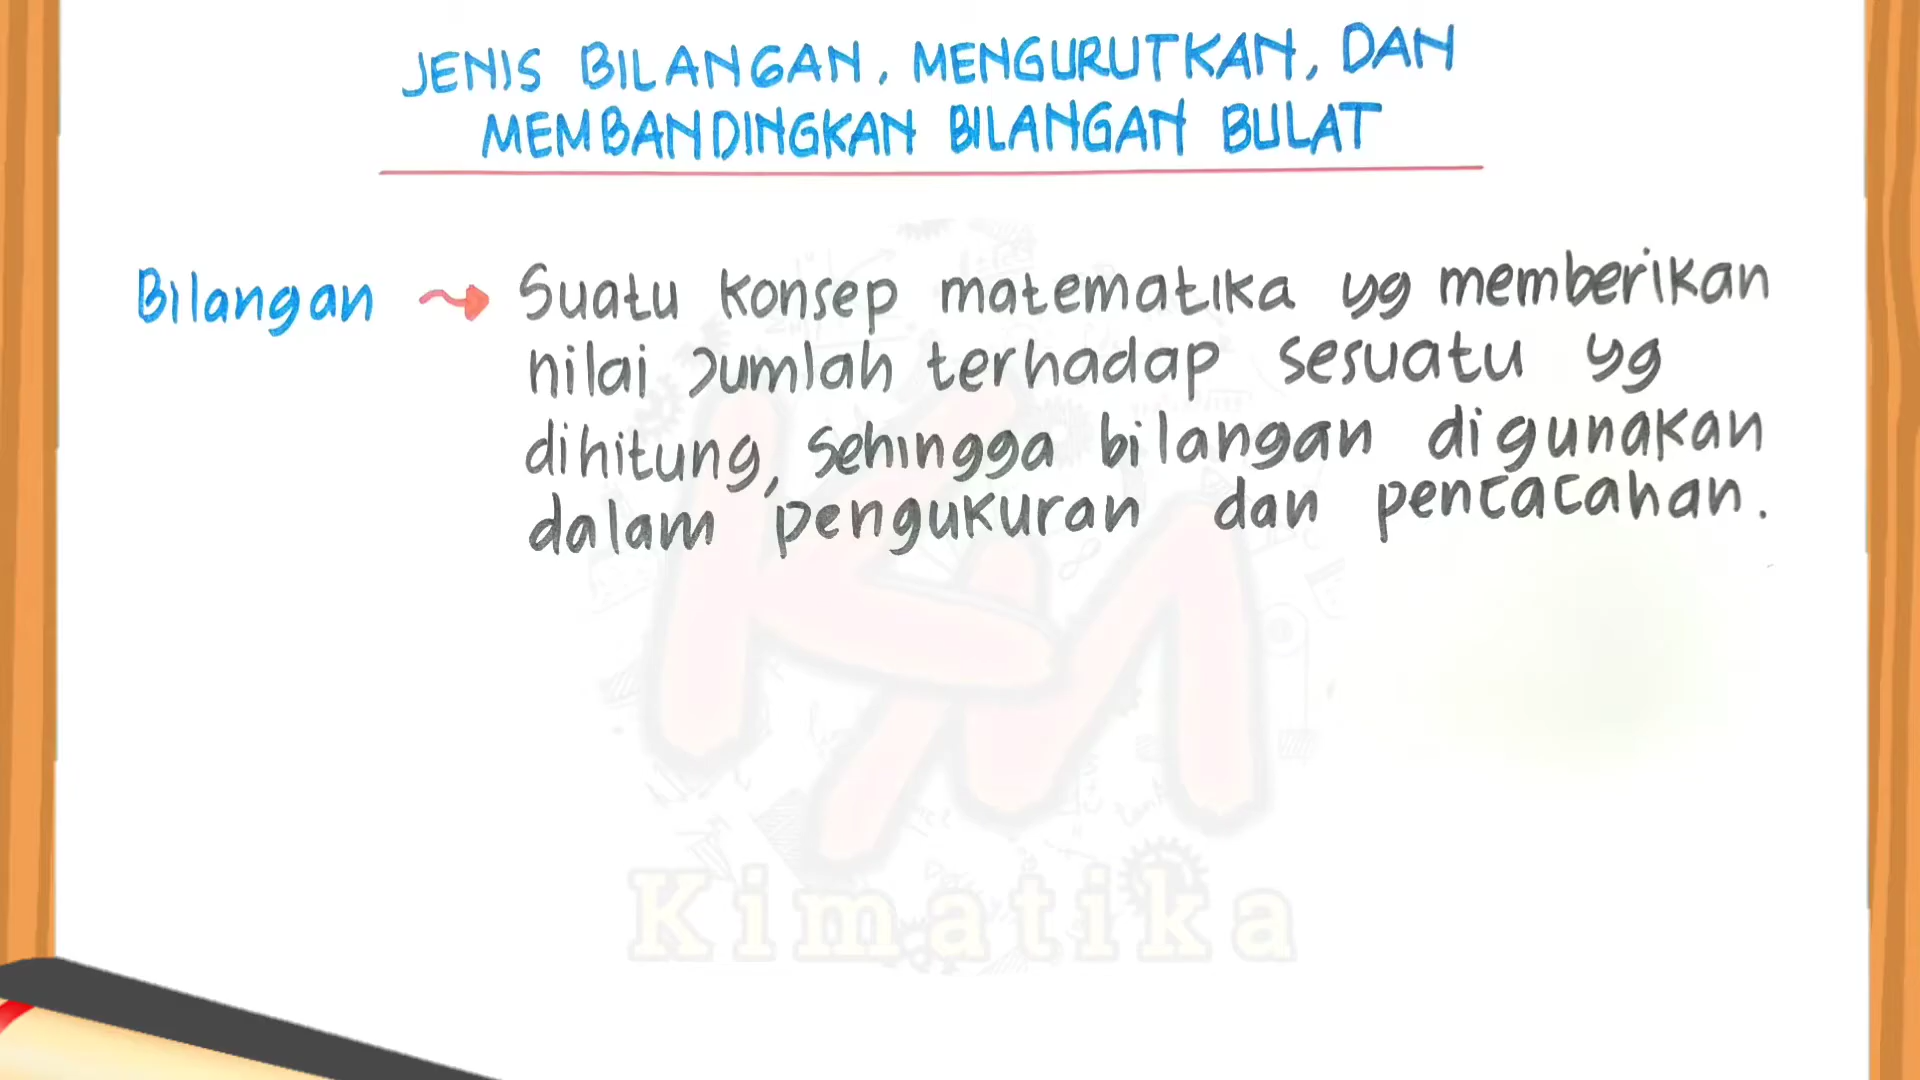 JENIS BILANGAN, MENGURUTKAN, DAN
MEMBANDINGKAN BILANGAN BULAT
Bilangan → Suatu konsep matematika yg memberikan
nilai jumlah terhadap sesuatu yg
dihitung, sehingga bilangan digunakan
dalam pengukuran dan pencacahan.
KM
Kimatika